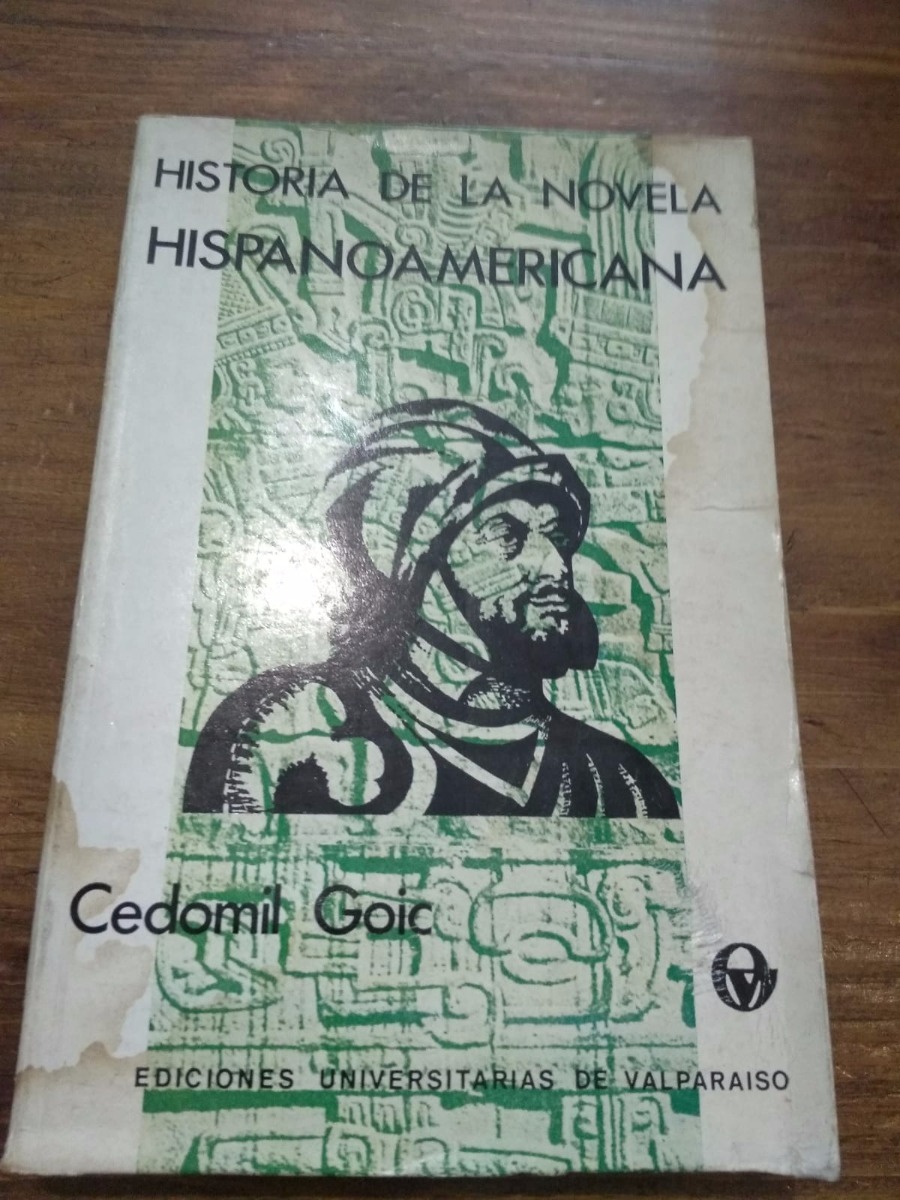 HISTORIA DE LA NOVELA
HISPANOAMERICANA
Cedomil Goic
EDICIONES UNIVERSITARIAS DE VALPARAISO